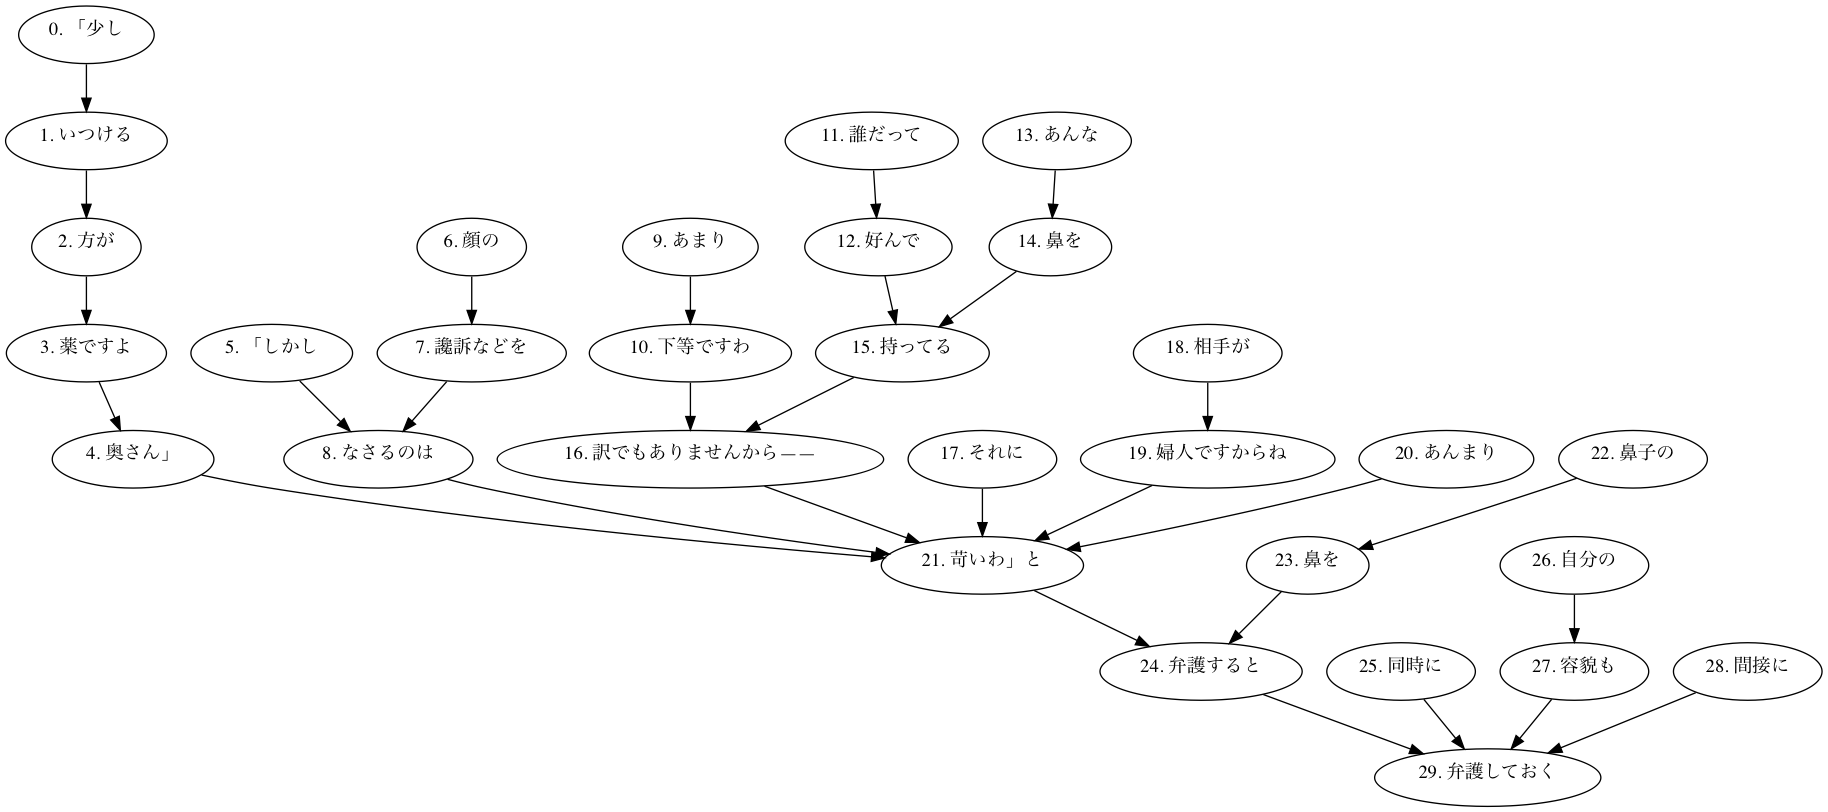 0. 「少し
1. いつける
2. 方が
3. 薬ですよ
4. 奥さん」
5. 「しかし
6. 顔の
7. 讒訴などを
8. なさるのは
9. あまり
10. 下等ですわ
11. 誰だって
12. 好んで
13. あんな
14. 鼻を
15. 持ってる
16. 訳でもありませんから——
17. それに
18. 相手が
19. 婦人ですからね
20. あんまり
21. 苛いわ」と
22. 鼻子の
23. 鼻を
24. 弁護すると
25. 同時に
26. 自分の
27. 容貌も
28. 間接に
29. 弁護しておく